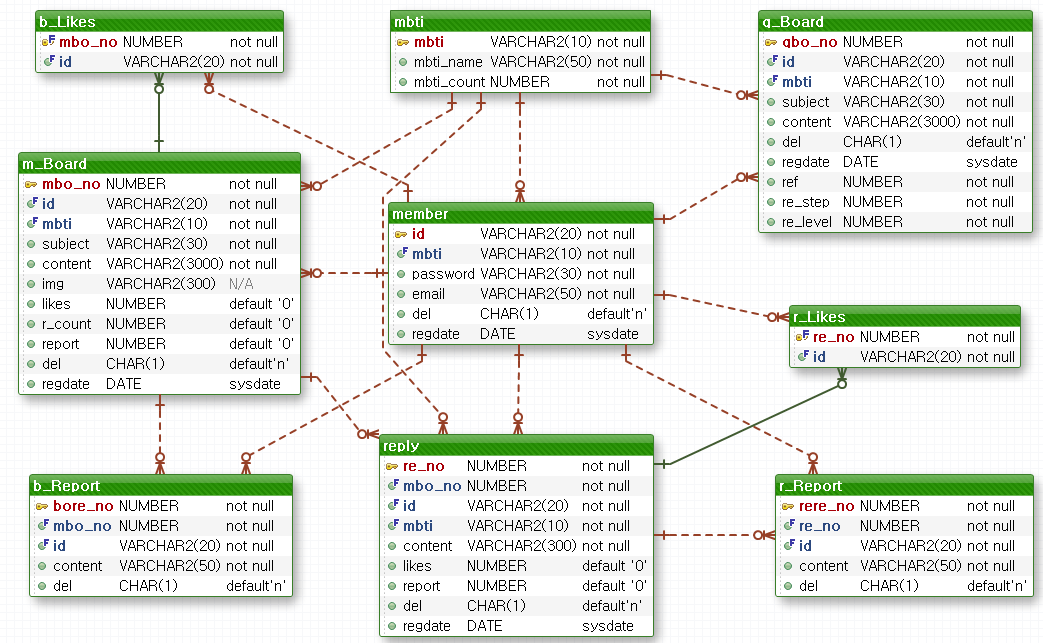 b_Likes
mbo_no NUMBER not null
id VARCHAR2(20) not null
mbti
mbti VARCHAR2(10) not null
mbti_name VARCHAR2(50) not null
mbti_count NUMBER not null
q_Board
qbo_no NUMBER not null
id VARCHAR2(20) not null
mbti VARCHAR2(10) not null
subject VARCHAR2(30) not null
content VARCHAR2(3000) not null
del CHAR(1) default'n'
regdate DATE sysdate
ref NUMBER not null
re_step NUMBER not null
re_level NUMBER not null
m_Board
mbo_no NUMBER not null
id VARCHAR2(20) not null
mbti VARCHAR2(10) not null
subject VARCHAR2(30) not null
content VARCHAR2(3000) not null
img VARCHAR2(300) N/A
likes NUMBER default '0'
r_count NUMBER default '0'
report NUMBER default '0'
del CHAR(1) default'n'
regdate DATE sysdate
member
id VARCHAR2(20) not null
mbti VARCHAR2(10) not null
password VARCHAR2(30) not null
email VARCHAR2(50) not null
del CHAR(1) default'n'
regdate DATE sysdate
r_Likes
re_no NUMBER not null
id VARCHAR2(20) not null
b_Report
bore_no NUMBER not null
mbo_no NUMBER not null
id VARCHAR2(20) not null
content VARCHAR2(50) not null
del CHAR(1) default'n'
reply
re_no NUMBER not null
mbo_no NUMBER not null
id VARCHAR2(20) not null
mbti VARCHAR2(10) not null
content VARCHAR2(300) not null
likes NUMBER default '0'
report NUMBER default '0'
del CHAR(1) default'n'
regdate DATE sysdate
r_Report
rere_no NUMBER not null
re_no NUMBER not null
id VARCHAR2(20) not null
content VARCHAR2(50) not null
del CHAR(1) default'n'